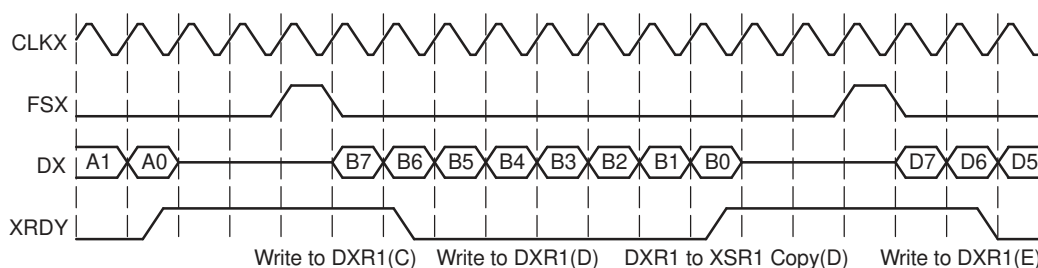 CLKX
FSX
DX A1 A0 B7 B6 B5 B4 B3 B2 B1 B0 D7 D6 D5
XRDY
Write to DXR1(C) Write to DXR1(D) DXR1 to XSR1 Copy(D) Write to DXR1(E)